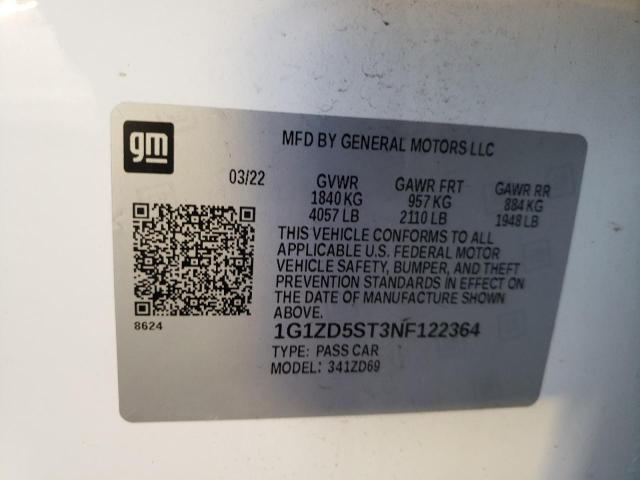 gm
MFD BY GENERAL MOTORS LLC
03/22
GVWR GAWR FRT GAWR RR
1840 KG 957 KG 884 KG
4057 LB 2110 LB 1948 LB
THIS VEHICLE CONFORMS TO ALL
APPLICABLE U.S. FEDERAL MOTOR
VEHICLE SAFETY, BUMPER, AND THEFT
PREVENTION STANDARDS IN EFFECT ON
THE DATE OF MANUFACTURE SHOWN
ABOVE.
8624
1G1ZD5ST3NF122364
TYPE: PASS CAR
MODEL: 341ZD69